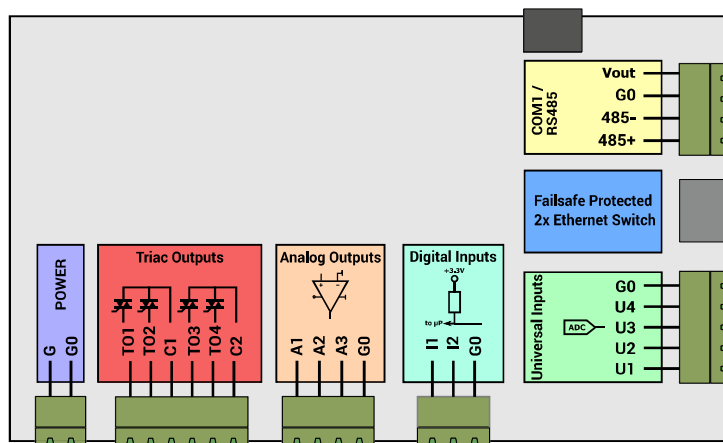 COM1 /
RS485
Vout
G0
485-
485+
Failsafe Protected
2x Ethernet Switch
POWER
G
G0
Triac Outputs
TO1
TO2
C1
TO3
TO4
C2
Analog Outputs
A1
A2
A3
G0
Digital Inputs
+3.3V
to µP
I1
I2
G0
Universal Inputs
ADC
G0
U4
U3
U2
U1